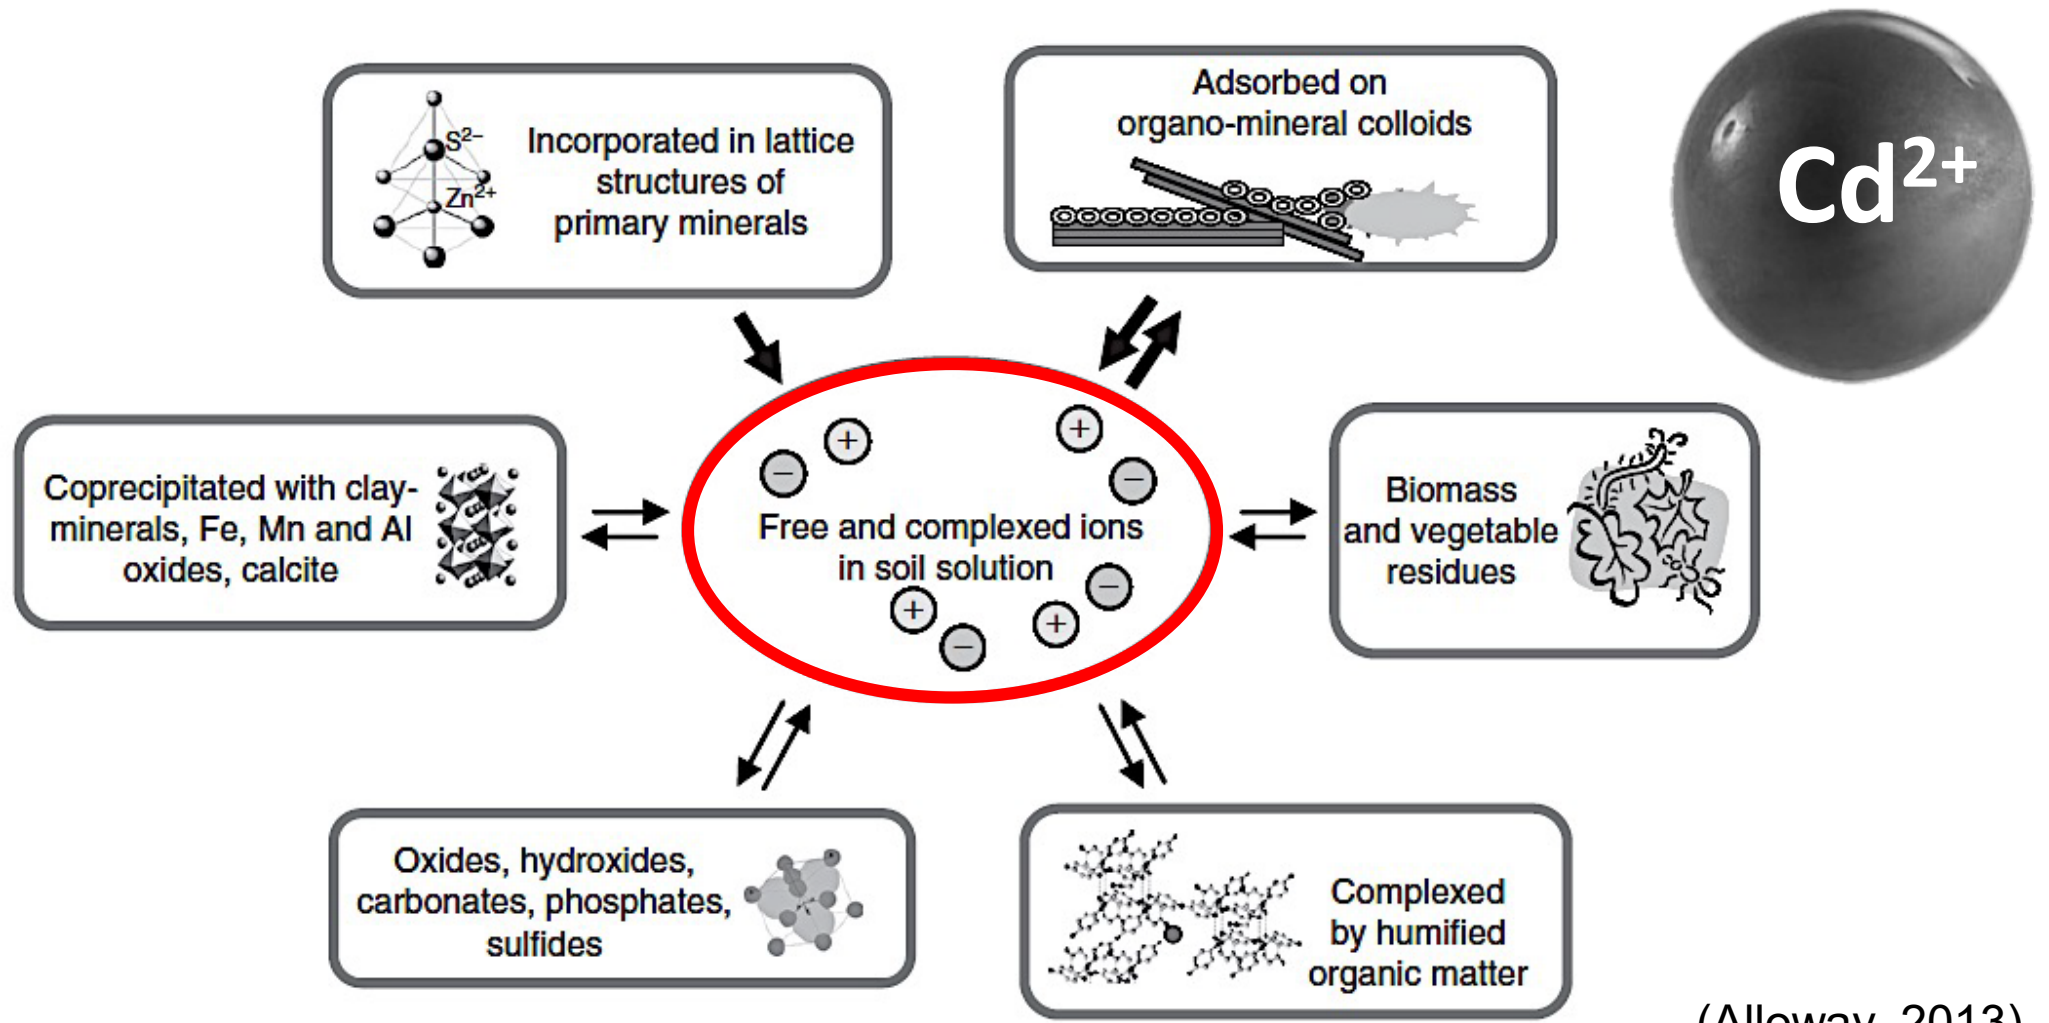 Incorporated in lattice
structures of
primary minerals
S²⁻
Zn²⁺
Adsorbed on
organo-mineral colloids
Cd²⁺
Coprecipitated with clay-
minerals, Fe, Mn and Al
oxides, calcite
+
−
+
−
Free and complexed ions
in soil solution
+
−
+
−
Biomass
and vegetable
residues
Oxides, hydroxides,
carbonates, phosphates,
sulfides
Complexed
by humified
organic matter
(Alloway, 2013)